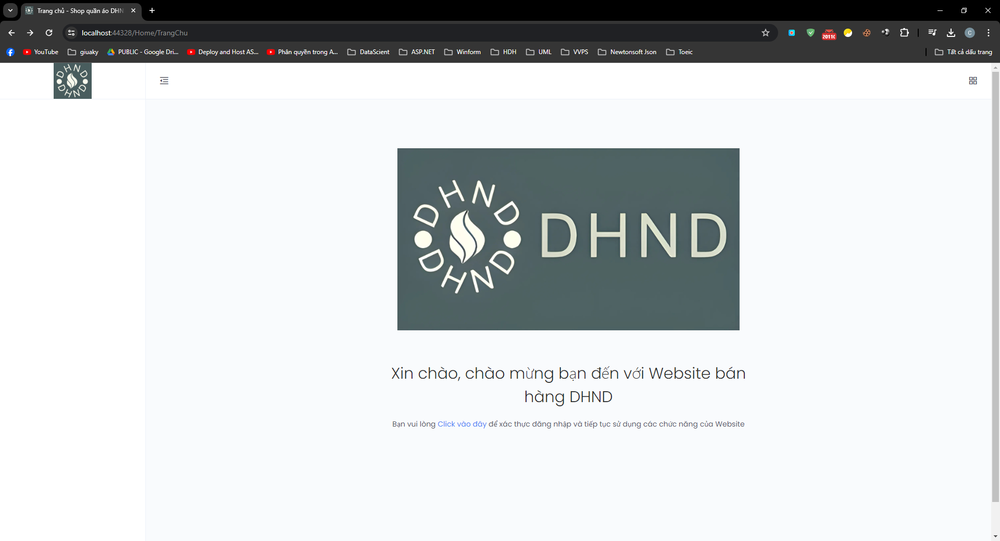 Trang chủ - Shop quần áo DHN
localhost:44328/Home/TrangChu
2011(
C
YouTube
giuaky
PUBLIC - Google Dri...
Deploy and Host AS...
Phân quyền trong A...
DataScient
ASP.NET
Winform
HDH
UML
VVPS
Newtonsoft Json
Toeic
Tất cả dấu trang
DHND
DHND
DHND
DHND
DHND
Xin chào, chào mừng bạn đến với Website bán
hàng DHND
Bạn vui lòng Click vào đây để xác thực đăng nhập và tiếp tục sử dụng các chức năng của Website